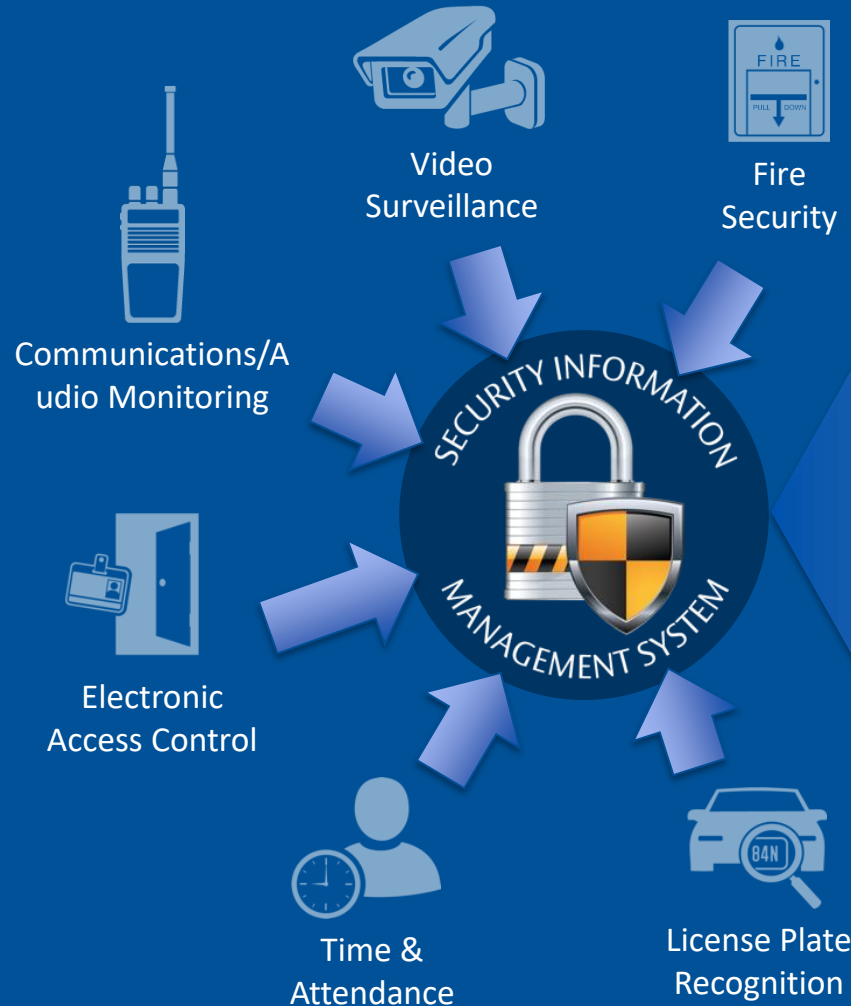 FIRE
PULL DOWN
Video
Surveillance
Fire
Security
Communications/A
udio Monitoring
SECURITY INFORMATION
MANAGEMENT SYSTEM
Electronic
Access Control
84N
Time &
Attendance
License Plate
Recognition